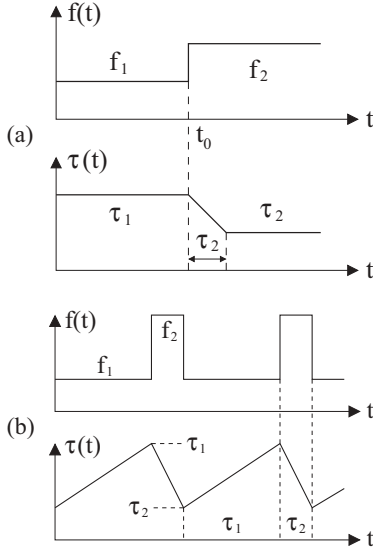 f(t)
f₁ f₂
t
(a) t₀
τ(t)
τ₁ τ₂
τ₂
t
f(t)
f₂
f₁
t
(b) τ(t)
τ₁
τ₂ τ₁ τ₂
t